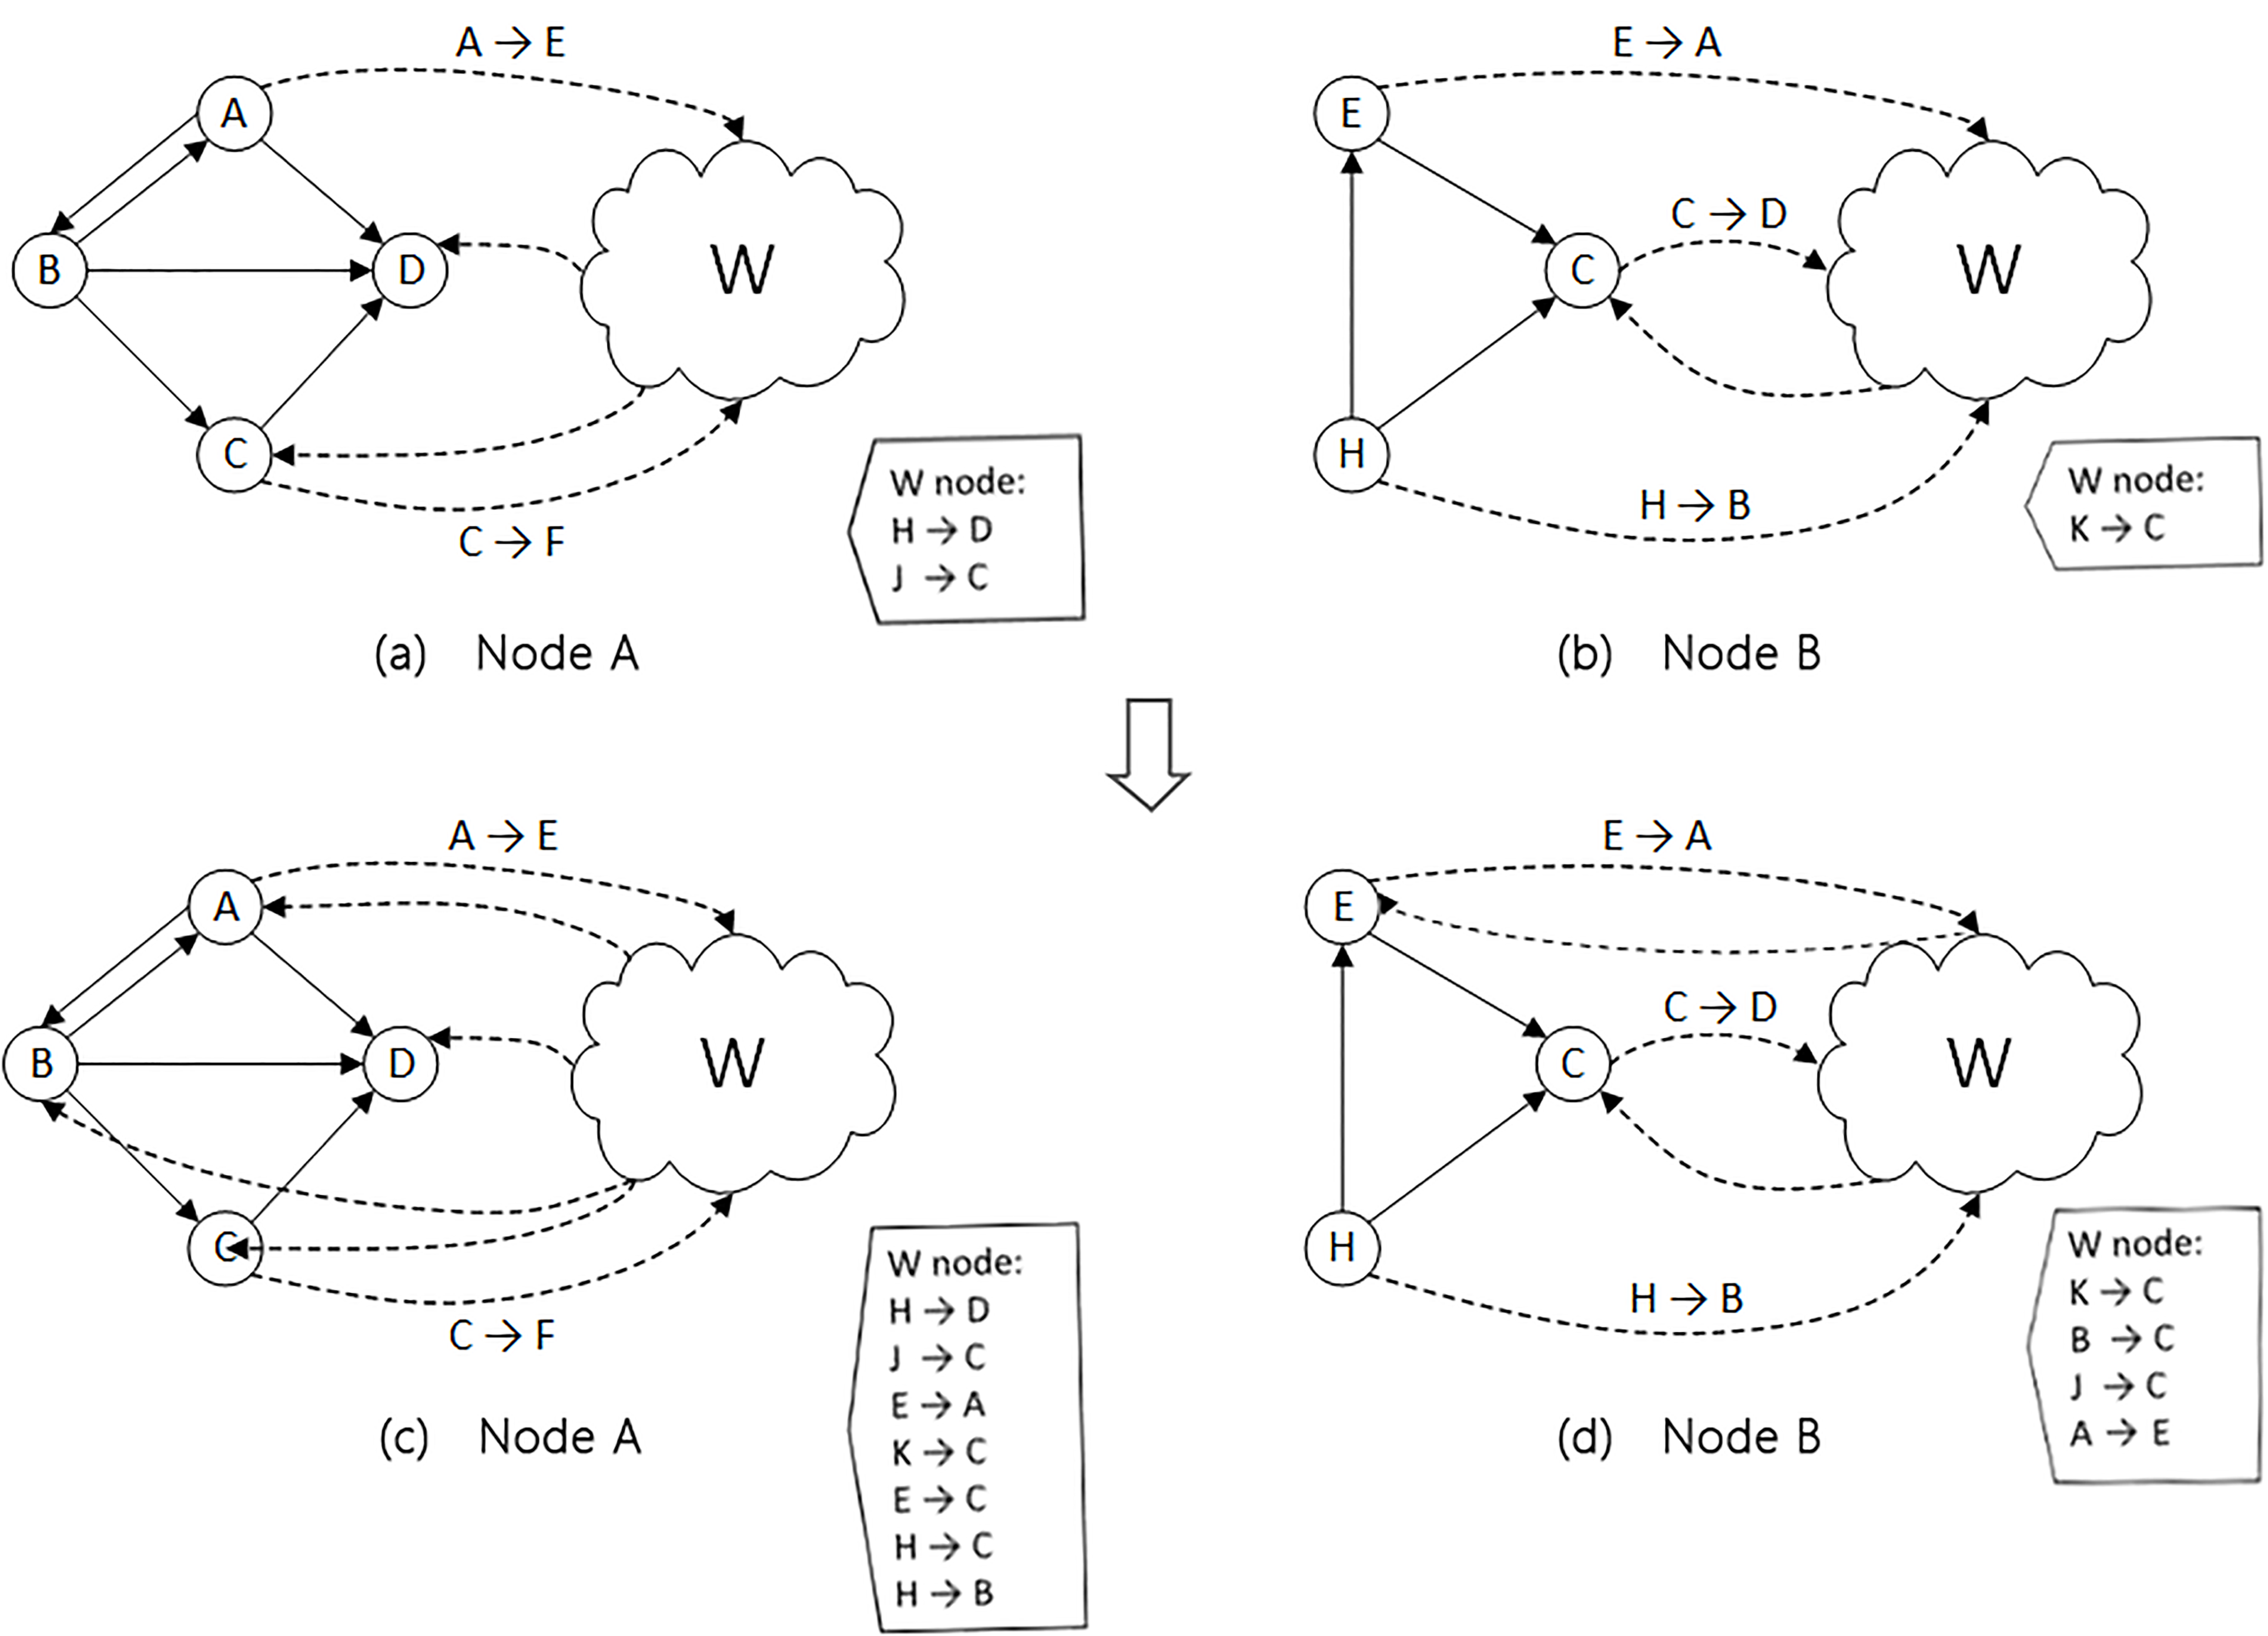 A → E
A
B
D
C
W
C → F
W node:
H → D
J → C
(a) Node A
E → A
E
C → D
C
H
W
H → B
W node:
K → C
(b) Node B
A → E
A
B
D
C
W
C → F
W node:
H → D
J → C
E → A
K → C
E → C
H → C
H → B
(c) Node A
E → A
E
C → D
C
H
W
H → B
W node:
K → C
B → C
J → C
A → E
(d) Node B